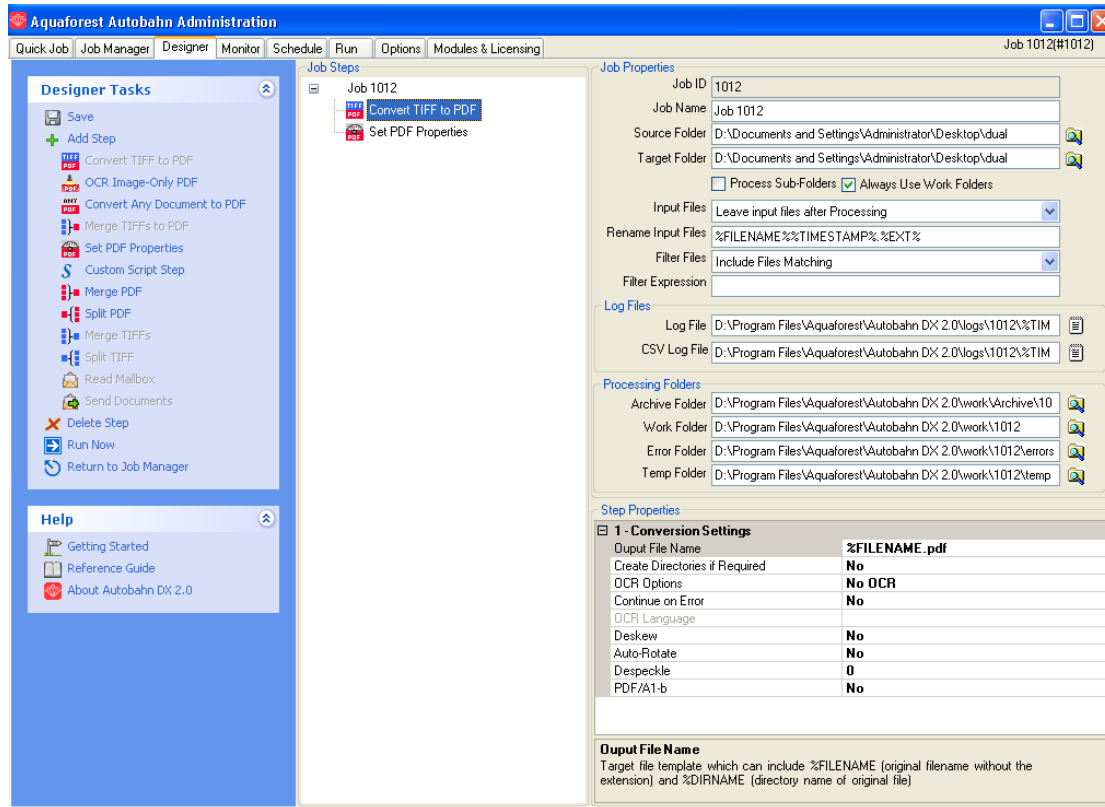 Aquaforest Autobahn Administration
Quick Job Job Manager Designer Monitor Schedule Run Options Modules & Licensing Job 1012(#1012)
Designer Tasks
Save
Add Step
Convert TIFF to PDF
OCR Image-Only PDF
Convert Any Document to PDF
Merge TIFFs to PDF
Set PDF Properties
Custom Script Step
Merge PDF
Split PDF
Merge TIFFs
Split TIFF
Read Mailbox
Send Documents
Delete Step
Run Now
Return to Job Manager
Help
Getting Started
Reference Guide
About Autobahn DX 2.0
Job Steps
Job 1012
Convert TIFF to PDF
Set PDF Properties
Job Properties
Job ID 1012
Job Name Job 1012
Source Folder D:\Documents and Settings\Administrator\Desktop\dual
Target Folder D:\Documents and Settings\Administrator\Desktop\dual
Process Sub-Folders Always Use Work Folders
Input Files Leave input files after Processing
Rename Input Files %FILENAME%%TIMESTAMP%.%EXT%
Filter Files Include Files Matching
Filter Expression
Log Files
Log File D:\Program Files\Aquaforest\Autobahn DX 2.0\logs\1012\%TIM
CSV Log File D:\Program Files\Aquaforest\Autobahn DX 2.0\logs\1012\%TIM
Processing Folders
Archive Folder D:\Program Files\Aquaforest\Autobahn DX 2.0\work\Archive\10
Work Folder D:\Program Files\Aquaforest\Autobahn DX 2.0\work\1012
Error Folder D:\Program Files\Aquaforest\Autobahn DX 2.0\work\1012\errors
Temp Folder D:\Program Files\Aquaforest\Autobahn DX 2.0\work\1012\temp
Step Properties
1 - Conversion Settings
Ouput File Name %FILENAME.pdf
Create Directories if Required No
OCR Options No OCR
Continue on Error No
OCR Language
Deskew No
Auto-Rotate No
Despeckle 0
PDF/A1-b No
Ouput File Name
Target file template which can include %FILENAME (original filename without the
extension) and %DIRNAME (directory name of original file)